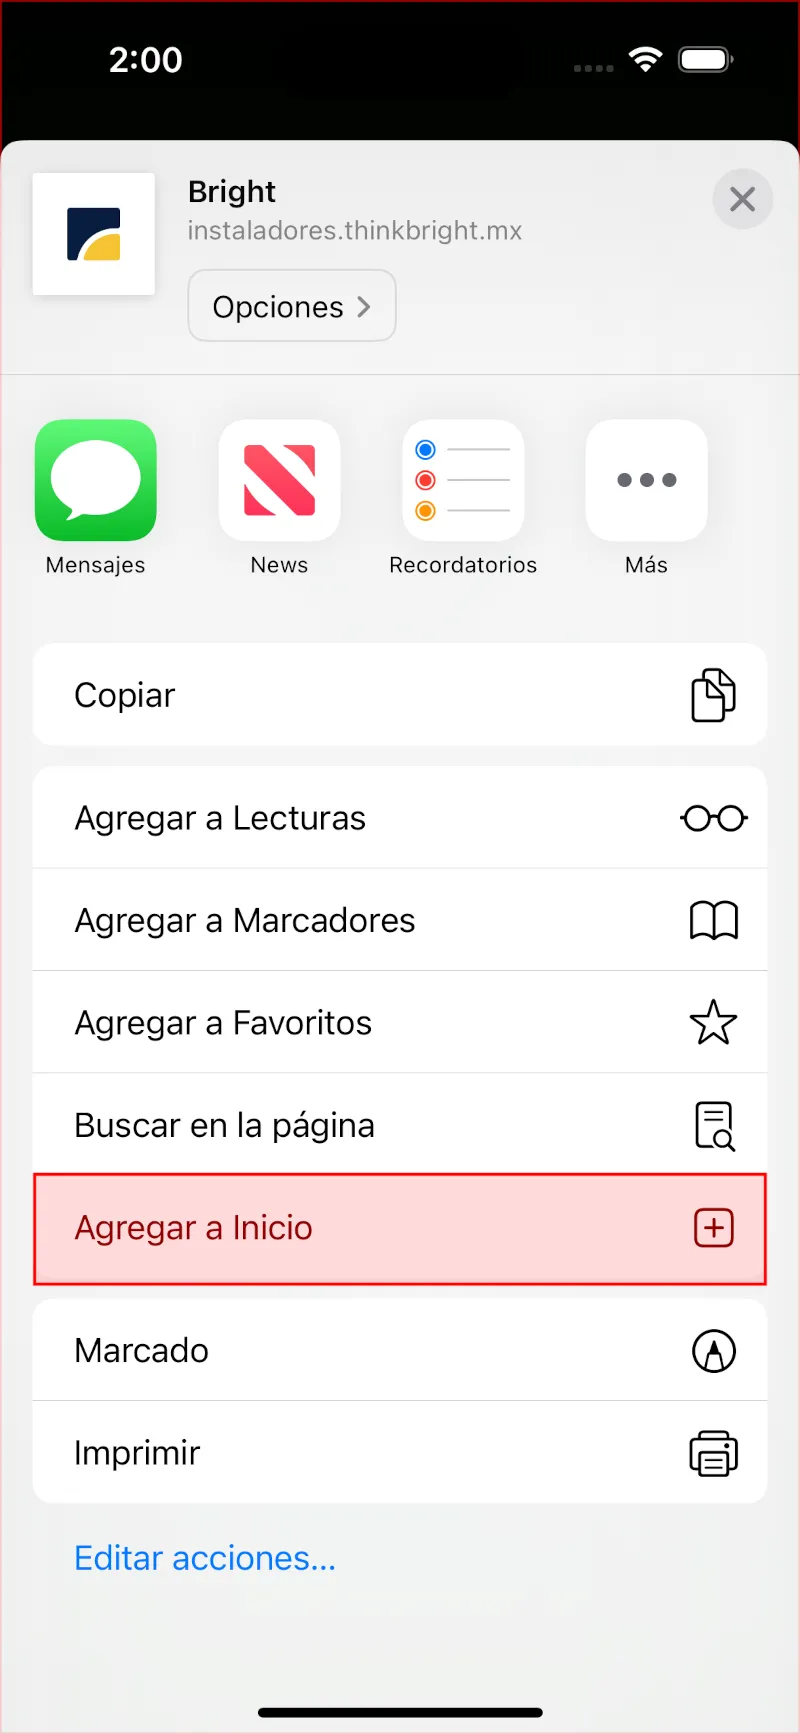 2:00
Bright
instaladores.thinkbright.mx
Opciones
Mensajes
News
Recordatorios
Más
Copiar
Agregar a Lecturas
Agregar a Marcadores
Agregar a Favoritos
Buscar en la página
Agregar a Inicio
Marcado
Imprimir
Editar acciones...